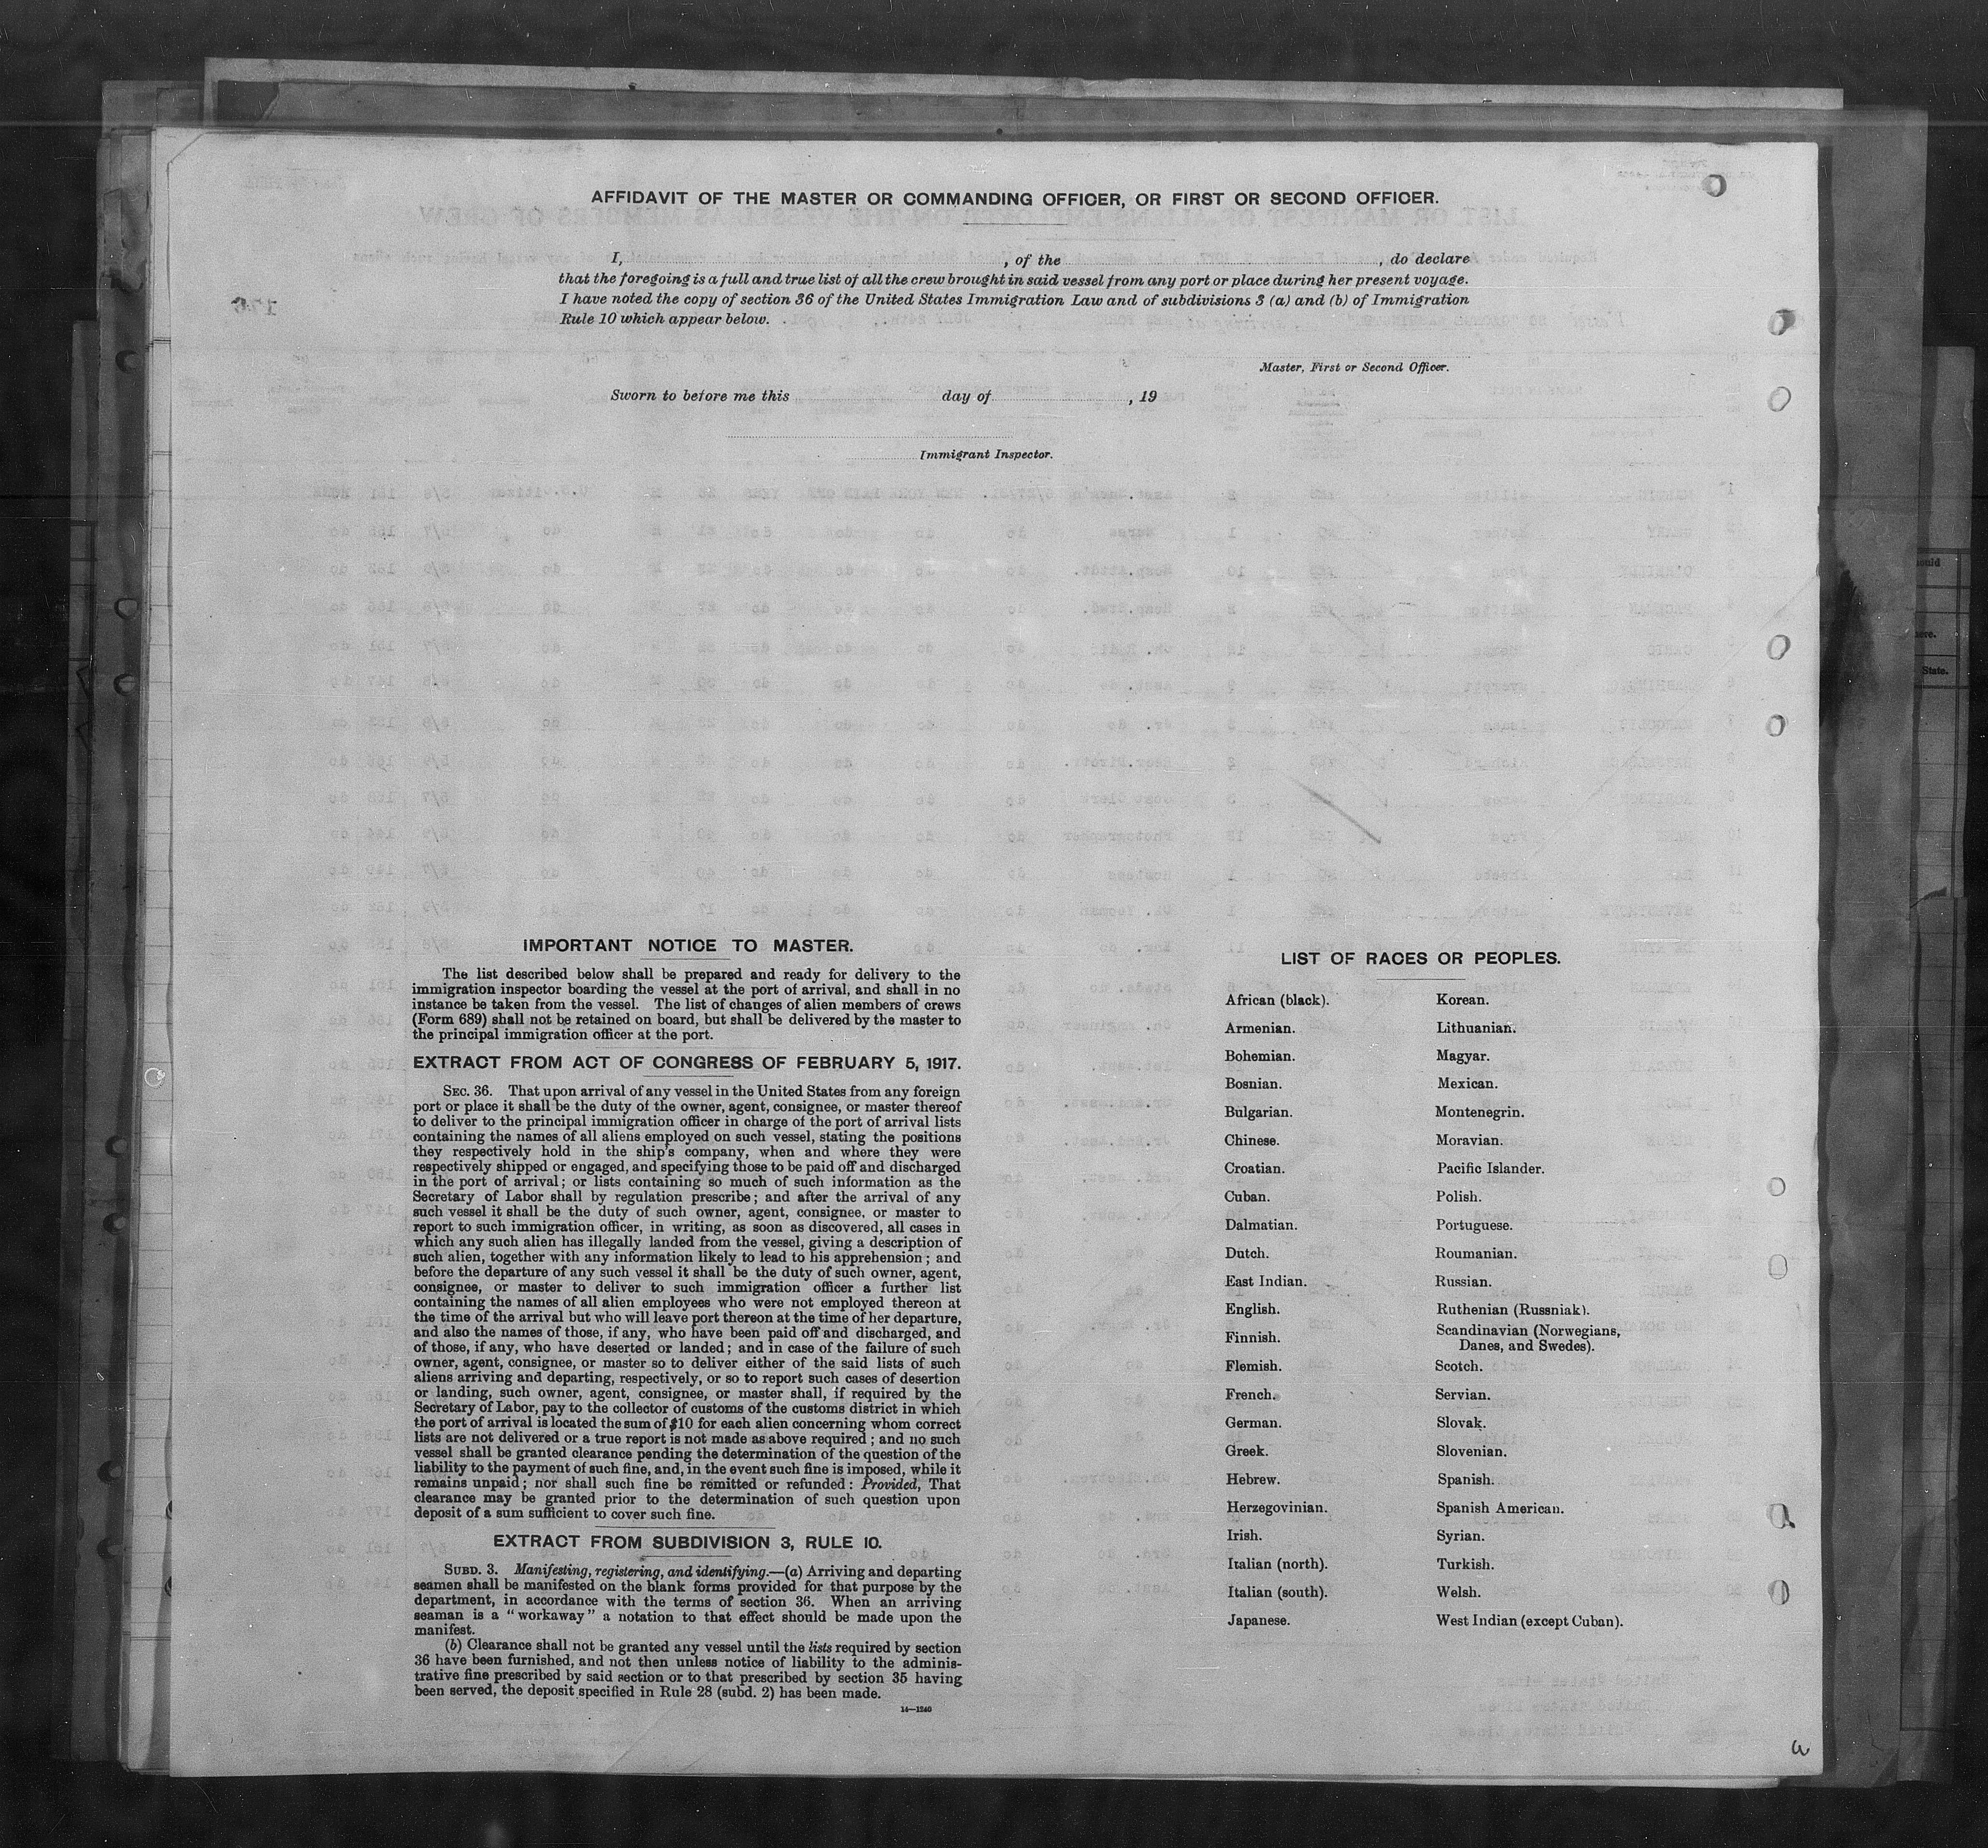 AFFIDAVIT OF THE MASTER OR COMMANDING OFFICER, OR FIRST OR SECOND OFFICER.
I, , of the , do declare
that the foregoing is a full and true list of all the crew brought in said vessel from any port or place during her present voyage.
I have noted the copy of section 36 of the United States Immigration Law and of subdivisions 3 (a) and (b) of Immigration
Rule 10 which appear below.
Master, First or Second Officer.
Sworn to before me this day of , 19
Immigrant Inspector.
IMPORTANT NOTICE TO MASTER.
The list described below shall be prepared and ready for delivery to the
immigration inspector boarding the vessel at the port of arrival, and shall in no
instance be taken from the vessel. The list of changes of alien members of crews
(Form 689) shall not be retained on board, but shall be delivered by the master to
the principal immigration officer at the port.
EXTRACT FROM ACT OF CONGRESS OF FEBRUARY 5, 1917.
SEC. 36. That upon arrival of any vessel in the United States from any foreign
port or place it shall be the duty of the owner, agent, consignee, or master thereof
to deliver to the principal immigration officer in charge of the port of arrival lists
containing the names of all aliens employed on such vessel, stating the positions
they respectively hold in the ship's company, when and where they were
respectively shipped or engaged, and specifying those to be paid off and discharged
in the port of arrival; or lists containing so much of such information as the
Secretary of Labor shall by regulation prescribe; and after the arrival of any
such vessel it shall be the duty of such owner, agent, consignee, or master to
report to such immigration officer, in writing, as soon as discovered, all cases in
which any such alien has illegally landed from the vessel, giving a description of
such alien, together with any information likely to lead to his apprehension; and
before the departure of any such vessel it shall be the duty of such owner, agent,
consignee, or master to deliver to such immigration officer a further list
containing the names of all alien employees who were not employed thereon at
the time of the arrival but who will leave port thereon at the time of her departure,
and also the names of those, if any, who have been paid off and discharged, and
of those, if any, who have deserted or landed; and in case of the failure of such
owner, agent, consignee, or master so to deliver either of the said lists of such
aliens arriving and departing, respectively, or so to report such cases of desertion
or landing, such owner, agent, consignee, or master shall, if required by the
Secretary of Labor, pay to the collector of customs of the customs district in which
the port of arrival is located the sum of $10 for each alien concerning whom correct
lists are not delivered or a true report is not made as above required; and no such
vessel shall be granted clearance pending the determination of the question of the
liability to the payment of such fine, and, in the event such fine is imposed, while it
remains unpaid; nor shall such fine be remitted or refunded: Provided, That
clearance may be granted prior to the determination of such question upon
deposit of a sum sufficient to cover such fine.
EXTRACT FROM SUBDIVISION 3, RULE 10.
SUBD. 3. Manifesting, registering, and identifying.—(a) Arriving and departing
seamen shall be manifested on the blank forms provided for that purpose by the
department, in accordance with the terms of section 36. When an arriving
seaman is a "workaway" a notation to that effect should be made upon the
manifest.
(b) Clearance shall not be granted any vessel until the lists required by section
36 have been furnished, and not then unless notice of liability to the adminis-
trative fine prescribed by said section or to that prescribed by section 35 having
been served, the deposit specified in Rule 28 (subd. 2) has been made.
14—1240
LIST OF RACES OR PEOPLES.
African (black).
Armenian.
Bohemian.
Bosnian.
Bulgarian.
Chinese.
Croatian.
Cuban.
Dalmatian.
Dutch.
East Indian.
English.
Finnish.
Flemish.
French.
German.
Greek.
Hebrew.
Herzegovinian.
Irish.
Italian (north).
Italian (south).
Japanese.
Korean.
Lithuanian.
Magyar.
Mexican.
Montenegrin.
Moravian.
Pacific Islander.
Polish.
Portuguese.
Roumanian.
Russian.
Ruthenian (Russniak).
Scandinavian (Norwegians,
Danes, and Swedes).
Scotch.
Servian.
Slovak.
Slovenian.
Spanish.
Spanish American.
Syrian.
Turkish.
Welsh.
West Indian (except Cuban).
State.